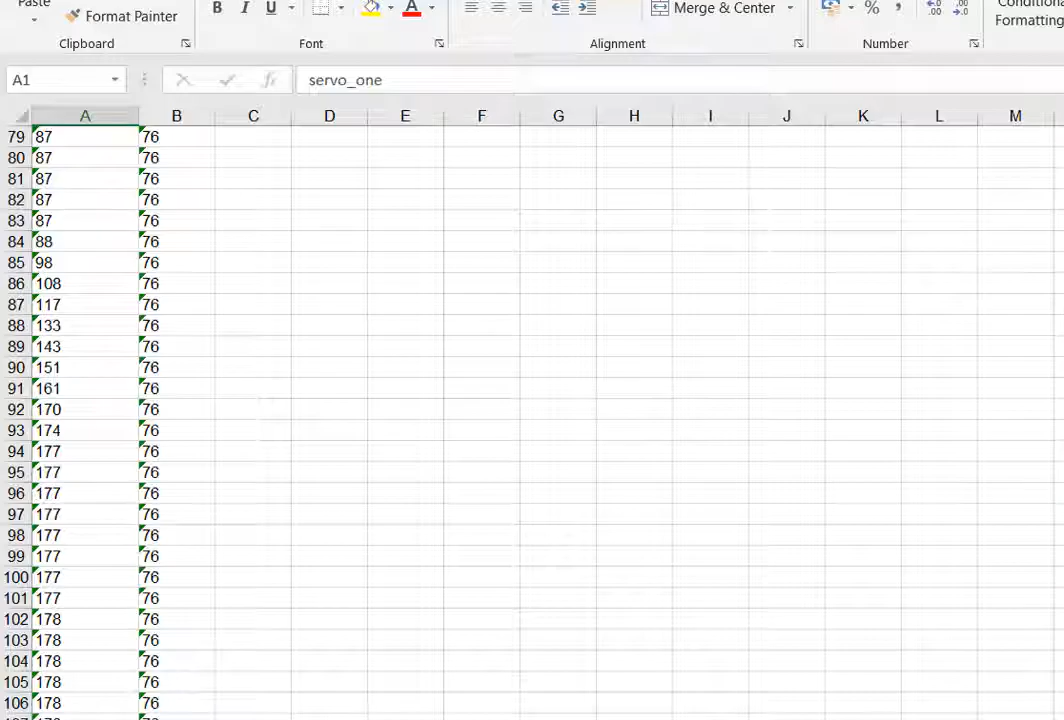 Paste Format Painter B I U A Merge & Center % , Conditional
Formatting
Clipboard Font Alignment Number
A1 fx servo_one
A B C D E F G H I J K L M
79 87 76
80 87 76
81 87 76
82 87 76
83 87 76
84 88 76
85 98 76
86 108 76
87 117 76
88 133 76
89 143 76
90 151 76
91 161 76
92 170 76
93 174 76
94 177 76
95 177 76
96 177 76
97 177 76
98 177 76
99 177 76
100 177 76
101 177 76
102 178 76
103 178 76
104 178 76
105 178 76
106 178 76